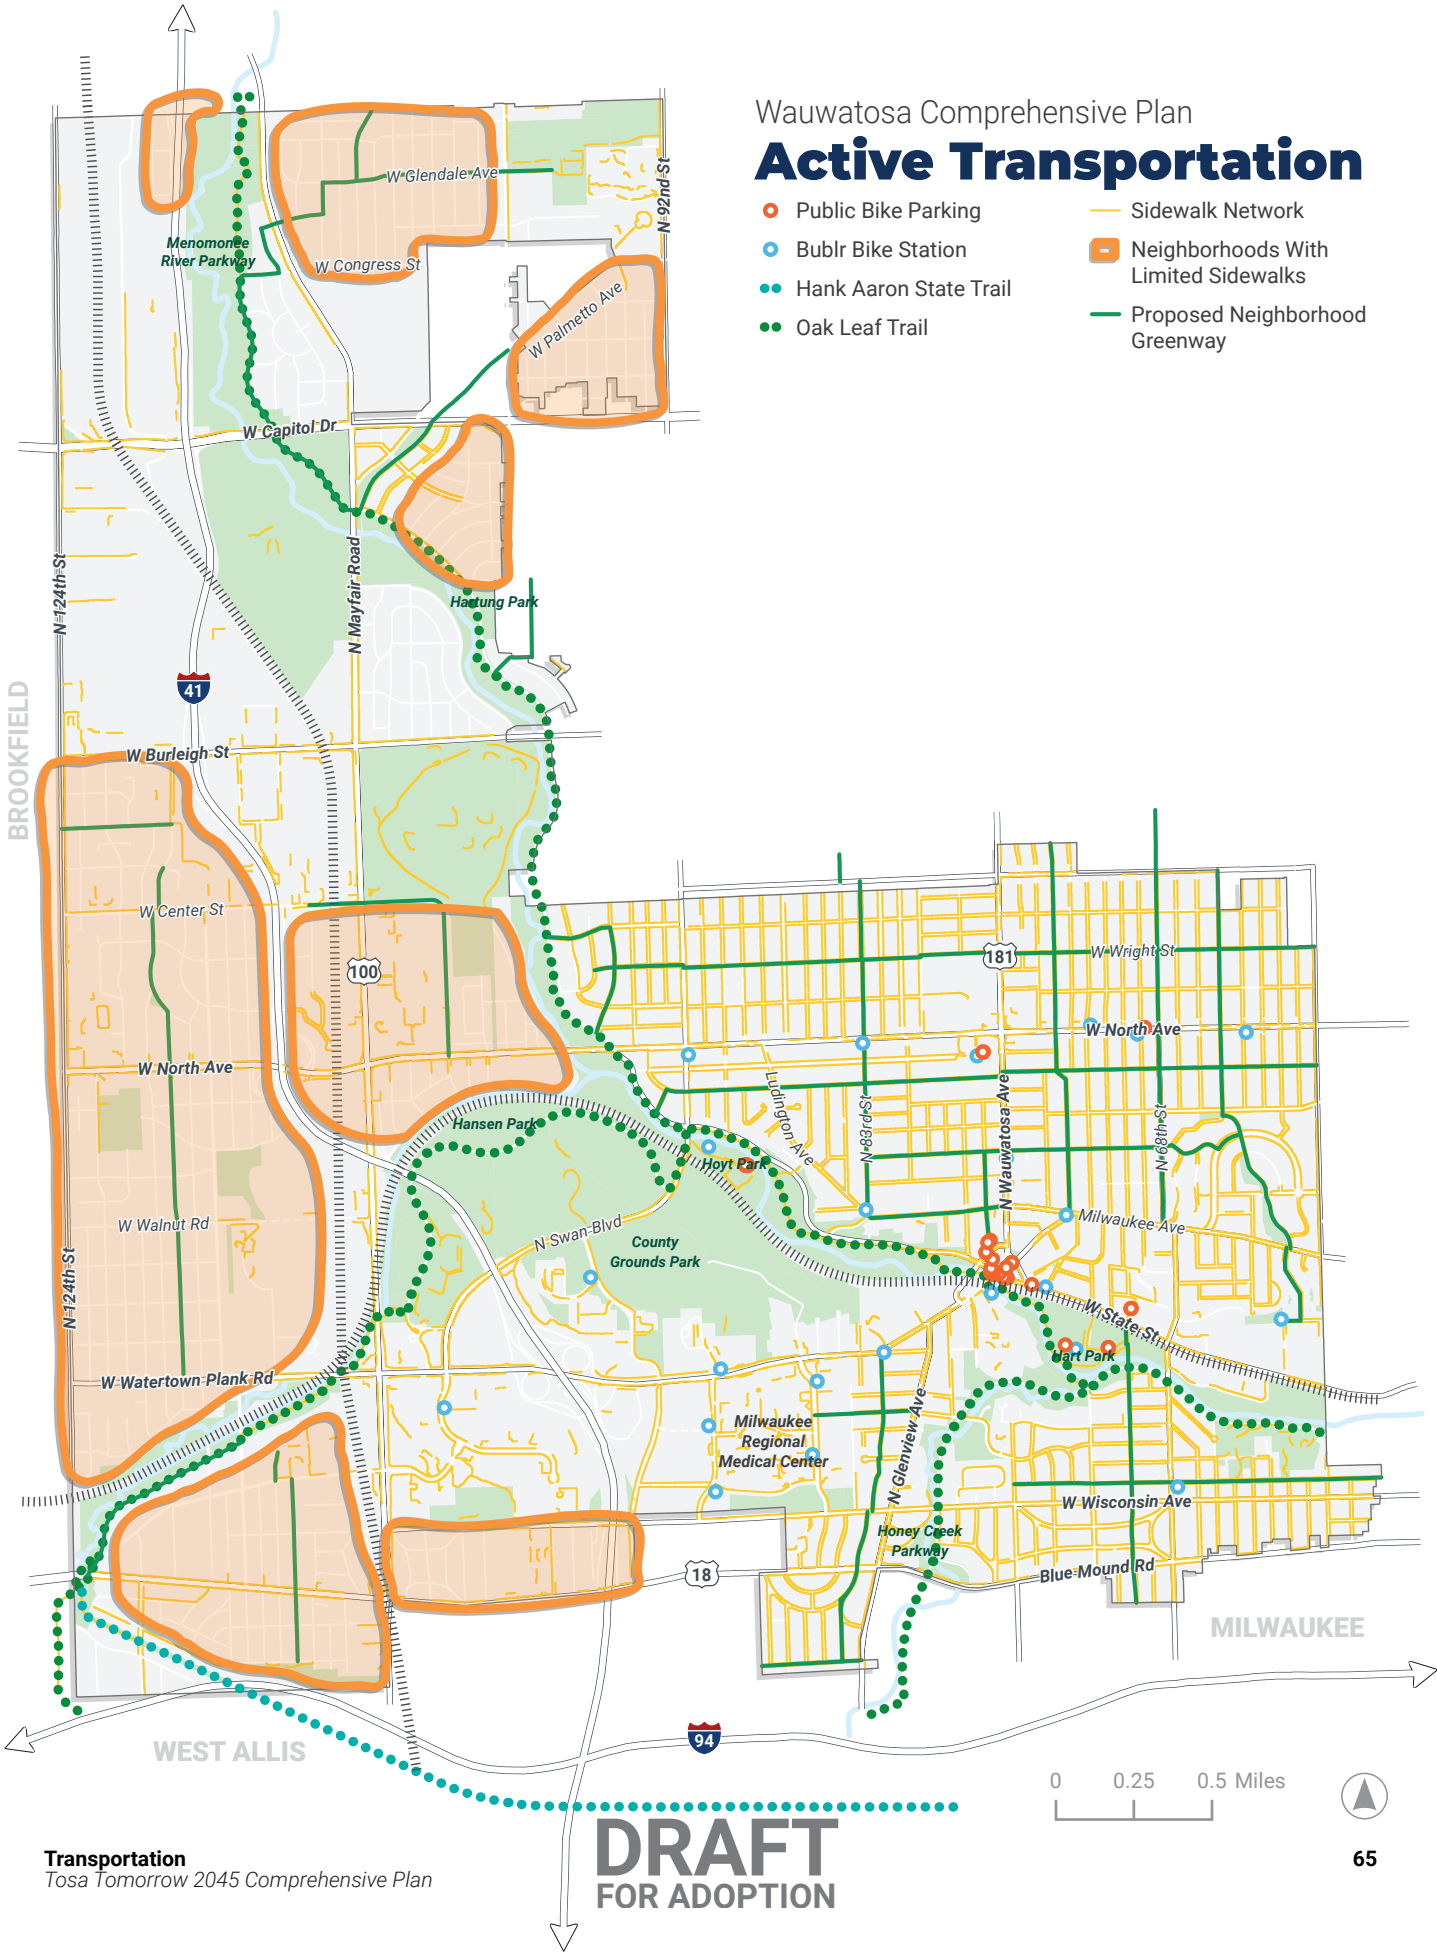 Wauwatosa Comprehensive Plan
Active Transportation
Public Bike Parking
Bublr Bike Station
Hank Aaron State Trail
Oak Leaf Trail
Sidewalk Network
Neighborhoods With
Limited Sidewalks
Proposed Neighborhood
Greenway
W Glendale Ave
N 92nd St
Menomonee
River Parkway
W Congress St
W Palmetto Ave
W Capitol Dr
N 124th St
N Mayfair Road
Hartung Park
41
BROOKFIELD
W Burleigh St
W Center St
100
181
W Wright St
W North Ave
W North Ave
Ludington Ave
N 83rd St
N Wauwatosa Ave
N 68th St
Hansen Park
Hoyt Park
W Walnut Rd
N Swan Blvd
County
Grounds Park
Milwaukee Ave
N 124th St
W State St
Hart Park
W Watertown Plank Rd
Milwaukee
Regional
Medical Center
N Glenview Ave
W Wisconsin Ave
Honey Creek
Parkway
18
Blue Mound Rd
MILWAUKEE
WEST ALLIS
94
0 0.25 0.5 Miles
DRAFT
FOR ADOPTION
Transportation
Tosa Tomorrow 2045 Comprehensive Plan
65